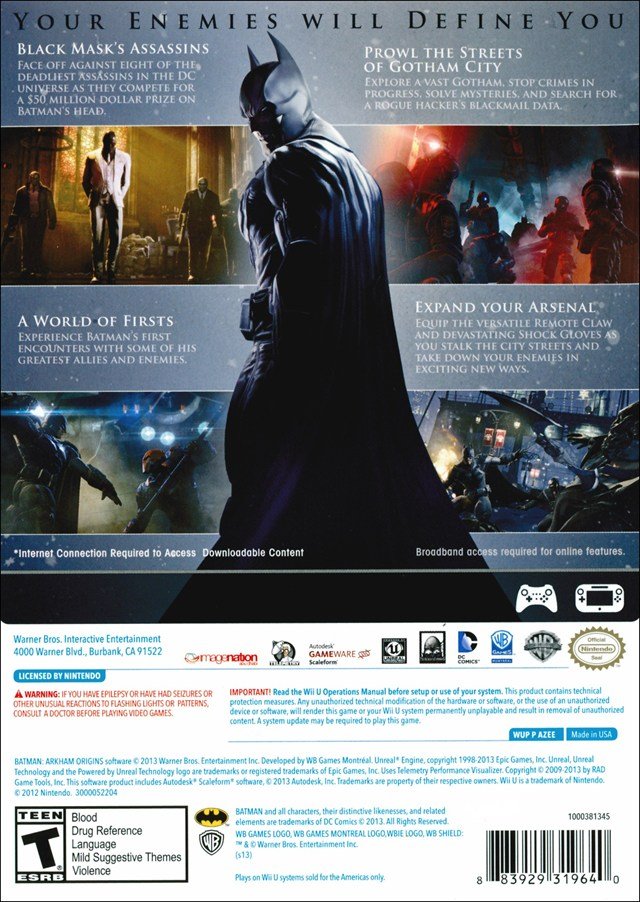 YOUR ENEMIES WILL DEFINE YOU
BLACK MASK'S ASSASSINS
FACE OFF AGAINST EIGHT OF THE
DEADLIEST ASSASSINS IN THE DC
UNIVERSE AS THEY COMPETE FOR
A $50 MILLION DOLLAR PRIZE ON
BATMAN'S HEAD.
PROWL THE STREETS
OF GOTHAM CITY
EXPLORE A VAST GOTHAM, STOP CRIMES IN
PROGRESS, SOLVE MYSTERIES, AND SEARCH FOR
A ROGUE HACKER'S BLACKMAIL DATA.
A WORLD OF FIRSTS
EXPERIENCE BATMAN'S FIRST
ENCOUNTERS WITH SOME OF HIS
GREATEST ALLIES AND ENEMIES.
EXPAND YOUR ARSENAL
EQUIP THE VERSATILE REMOTE CLAW
AND DEVASTATING SHOCK GLOVES AS
YOU STALK THE CITY STREETS AND
TAKE DOWN YOUR ENEMIES IN
EXCITING NEW WAYS.
*Internet Connection Required to Access Downloadable Content
Broadband access required for online features.
Warner Bros. Interactive Entertainment
4000 Warner Blvd., Burbank, CA 91522
imagenation
TELEMETRY
Autodesk
GAMEWARE
Scaleform
UNREAL
DC
COMICS
WB
GAMES
MONTREAL
Official
Nintendo
Seal
LICENSED BY NINTENDO
WARNING: IF YOU HAVE EPILEPSY OR HAVE HAD SEIZURES OR
OTHER UNUSUAL REACTIONS TO FLASHING LIGHTS OR PATTERNS,
CONSULT A DOCTOR BEFORE PLAYING VIDEO GAMES.
IMPORTANT! Read the Wii U Operations Manual before setup or use of your system. This product contains technical
protection measures. Any unauthorized technical modification of the hardware or software, or the use of an unauthorized
device or software, will render this game or your Wii U system permanently unplayable and result in removal of unauthorized
content. A system update may be required to play this game.
WUP P AZEE Made in USA
BATMAN: ARKHAM ORIGINS software © 2013 Warner Bros. Entertainment Inc. Developed by WB Games Montréal. Unreal® Engine, copyright 1998-2013 Epic Games, Inc. Unreal, Unreal
Technology and the Powered by Unreal Technology logo are trademarks or registered trademarks of Epic Games, Inc. Uses Telemetry Performance Visualizer. Copyright © 2009-2013 by RAD
Game Tools, Inc. This software product includes Autodesk® Scaleform® software, © 2013 Autodesk, Inc. Trademarks are property of their respective owners. Wii U is a trademark of Nintendo.
© 2012 Nintendo. 3000052204
TEEN
T
ESRB
Blood
Drug Reference
Language
Mild Suggestive Themes
Violence
BATMAN and all characters, their distinctive likenesses, and related
elements are trademarks of DC Comics © 2013. All Rights Reserved.
WB GAMES LOGO, WB GAMES MONTREAL LOGO, WBIE LOGO, WB SHIELD:
™ & © Warner Bros. Entertainment Inc.
(s13)
Plays on Wii U systems sold for the Americas only.
1000381345
8 83929 31964 0